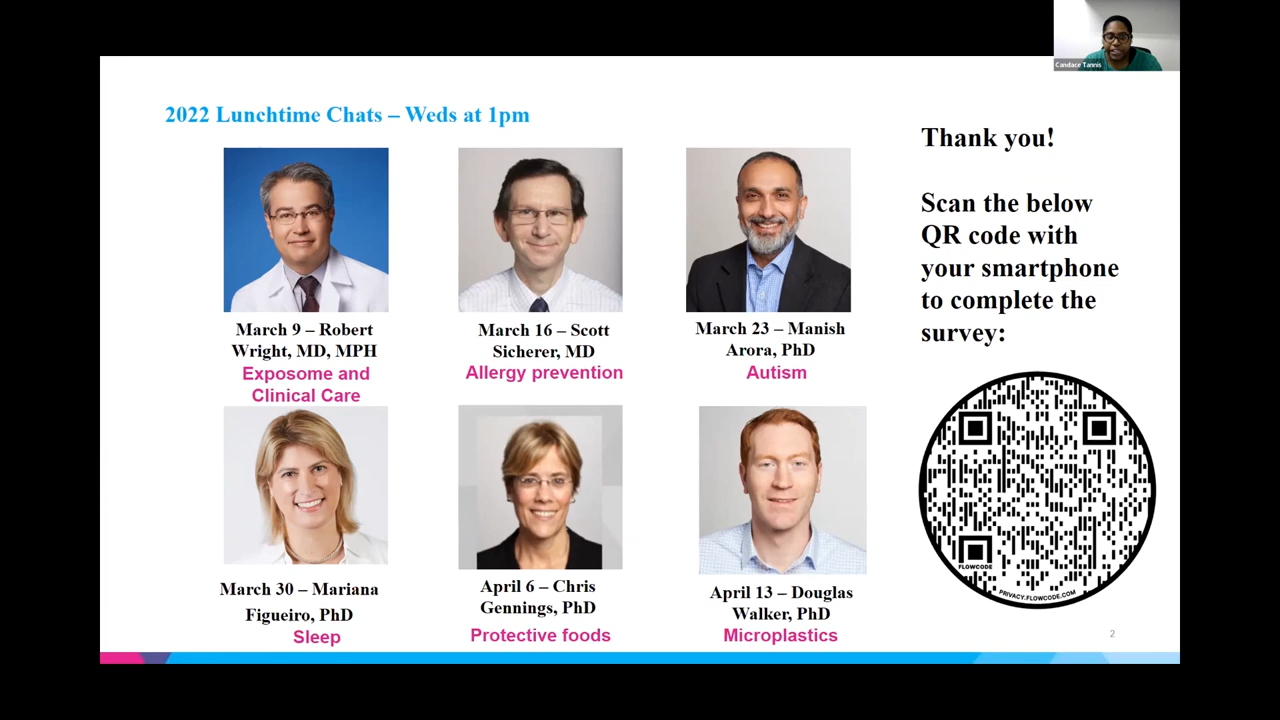 Candace Tannis
2022 Lunchtime Chats – Weds at 1pm
March 9 – Robert
Wright, MD, MPH
Exposome and
Clinical Care
March 16 – Scott
Sicherer, MD
Allergy prevention
March 23 – Manish
Arora, PhD
Autism
March 30 – Mariana
Figueiro, PhD
Sleep
April 6 – Chris
Gennings, PhD
Protective foods
April 13 – Douglas
Walker, PhD
Microplastics
Thank you!
Scan the below
QR code with
your smartphone
to complete the
survey:
FLOWCODE
PRIVACY.FLOWCODE.COM
2